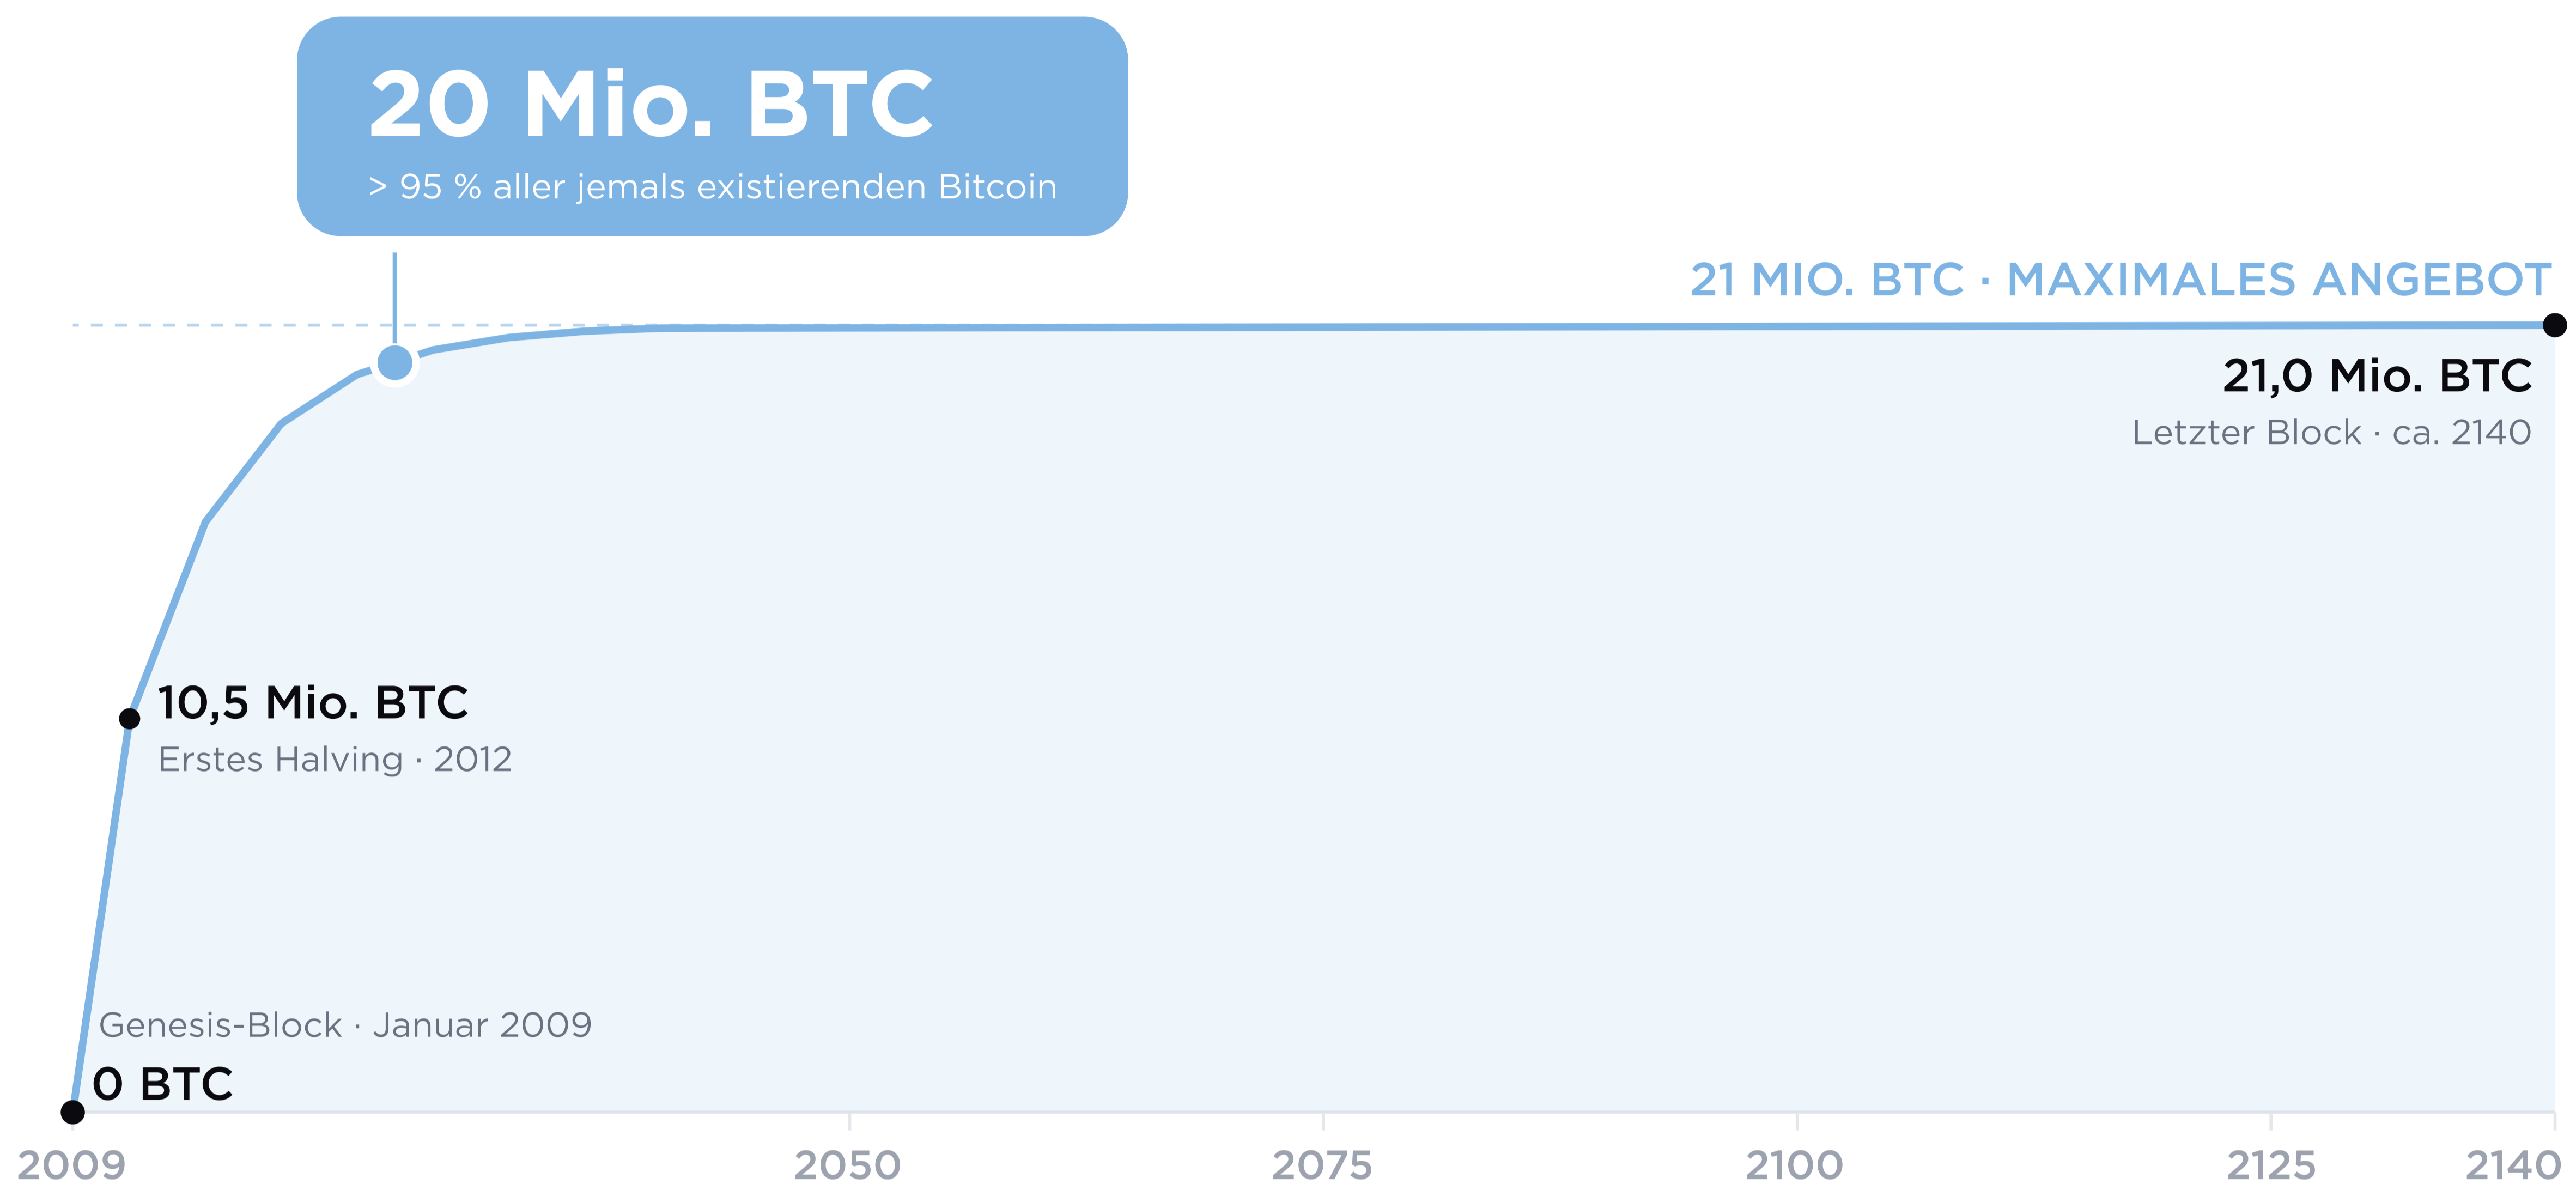 20 Mio. BTC
> 95 % aller jemals existierenden Bitcoin
21 MIO. BTC · MAXIMALES ANGEBOT
21,0 Mio. BTC
Letzter Block · ca. 2140
10,5 Mio. BTC
Erstes Halving · 2012
Genesis-Block · Januar 2009
0 BTC
2009 2050 2075 2100 2125 2140